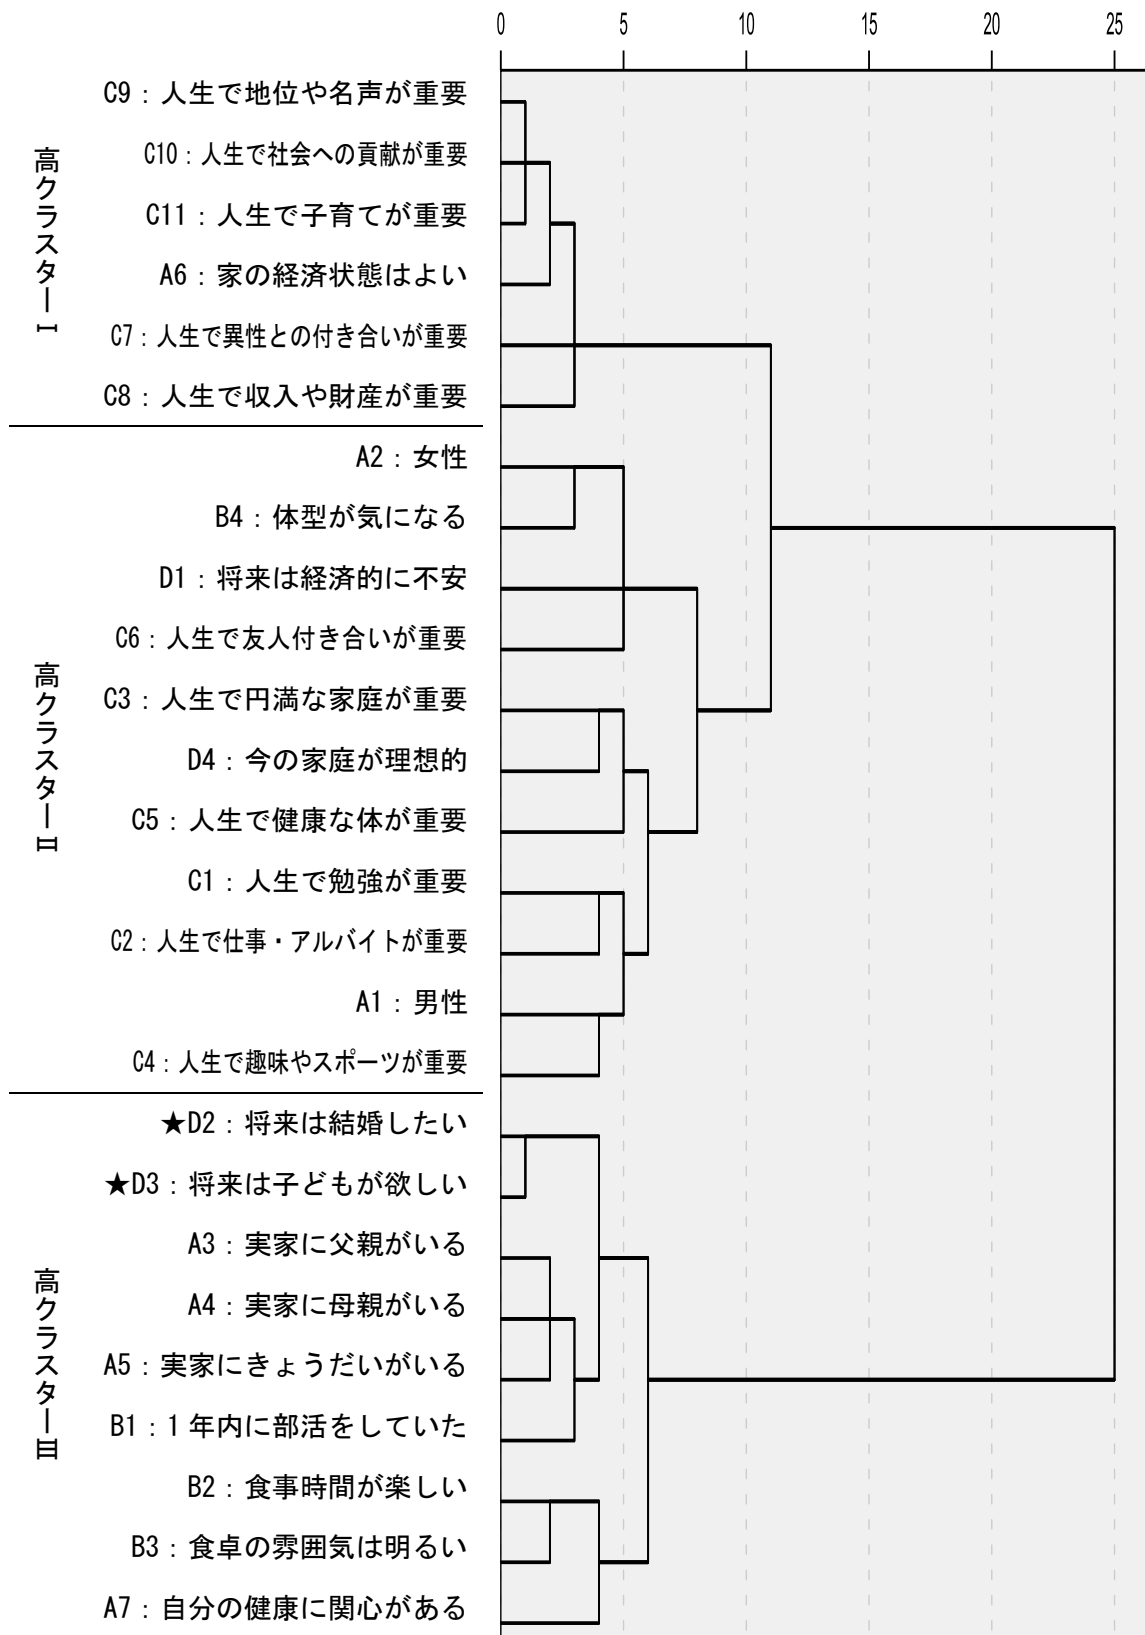 0 5 10 15 20 25
高クラスターⅠ
C9：人生で地位や名声が重要
C10：人生で社会への貢献が重要
C11：人生で子育てが重要
A6：家の経済状態はよい
C7：人生で異性との付き合いが重要
C8：人生で収入や財産が重要
高クラスターⅡ
A2：女性
B4：体型が気になる
D1：将来は経済的に不安
C6：人生で友人付き合いが重要
C3：人生で円満な家庭が重要
D4：今の家庭が理想的
C5：人生で健康な体が重要
C1：人生で勉強が重要
C2：人生で仕事・アルバイトが重要
A1：男性
C4：人生で趣味やスポーツが重要
高クラスターⅢ
★D2：将来は結婚したい
★D3：将来は子どもが欲しい
A3：実家に父親がいる
A4：実家に母親がいる
A5：実家にきょうだいがいる
B1：1年内に部活をしていた
B2：食事時間が楽しい
B3：食卓の雰囲気は明るい
A7：自分の健康に関心がある